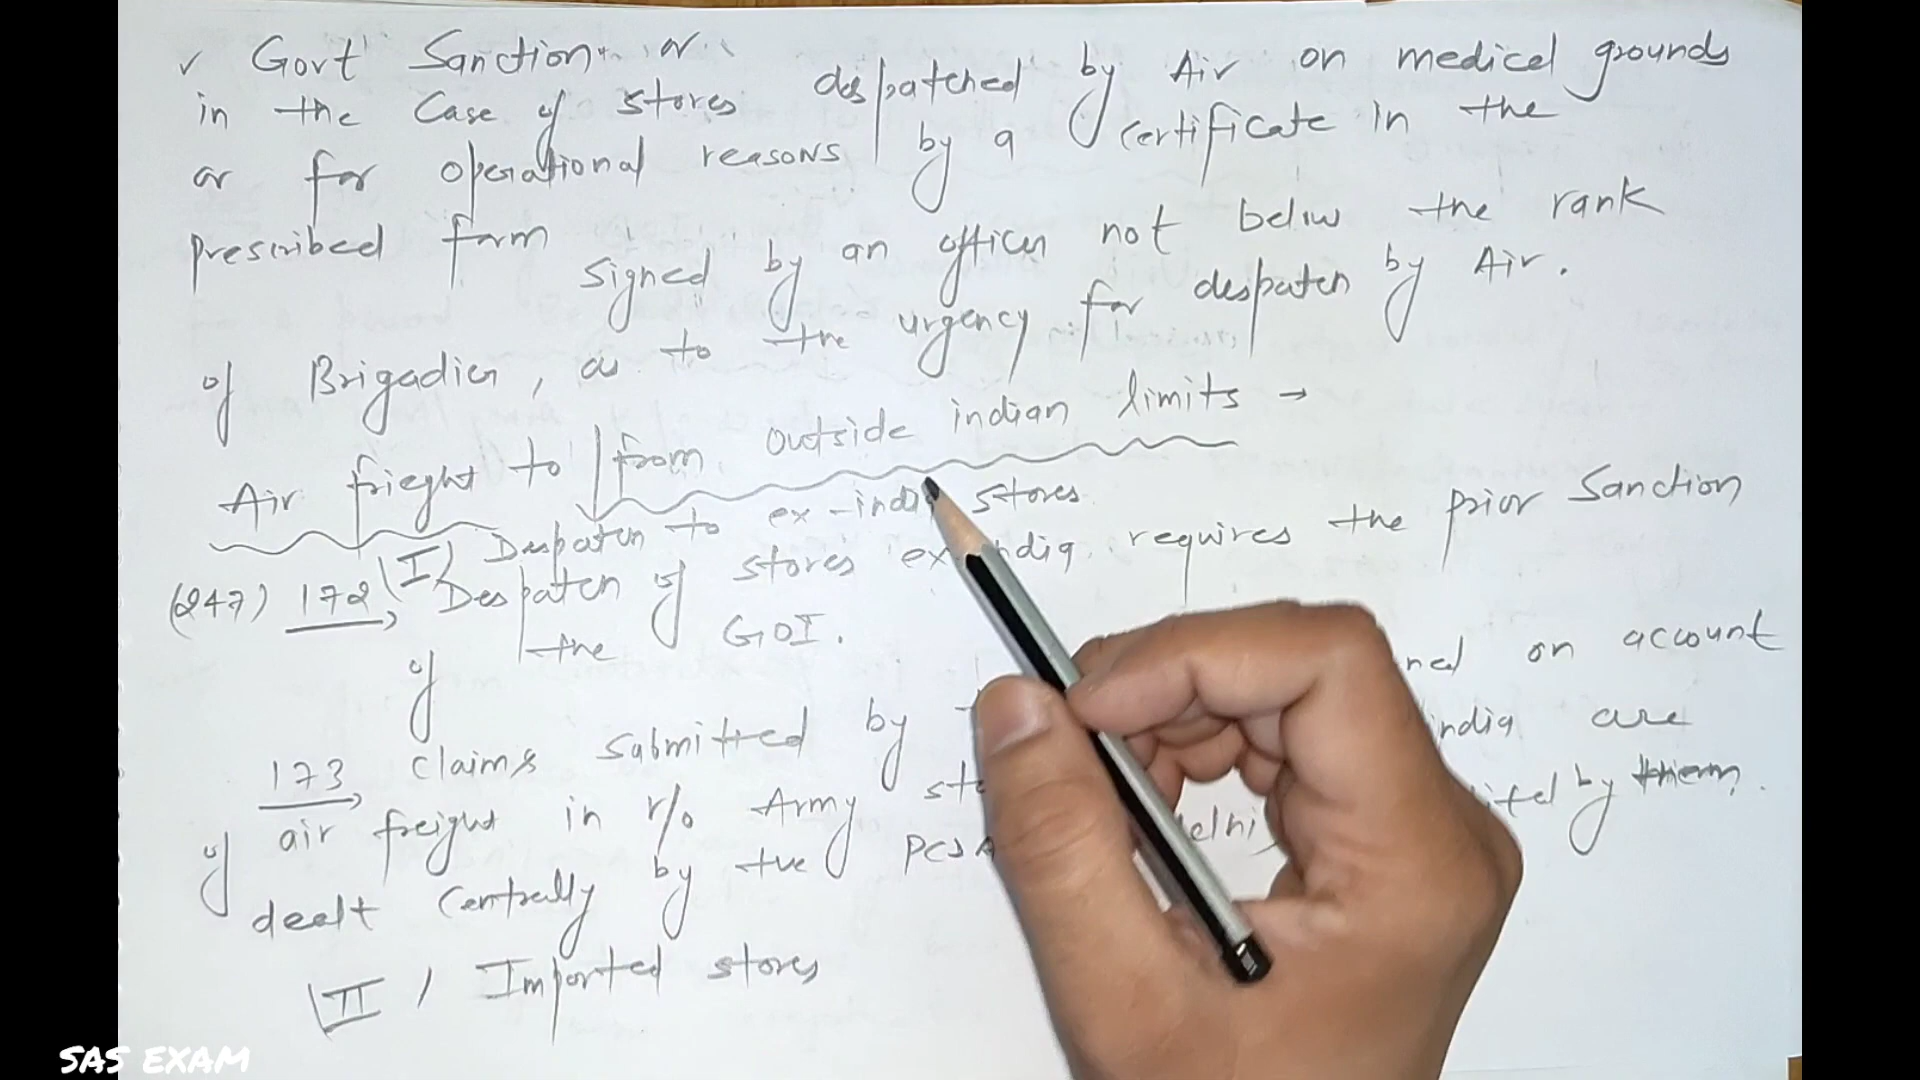 ✓ Govt Sanction or
in the Case of stores despatched by Air on medical grounds
or for operational reasons by a certificate in the
prescribed form signed by an officer not below the rank
of Brigadier, as to the urgency for despatch by Air.
Air frieght to / from outside indian limits →
(I) Despatch to ex-india stores
(247) 172, Despatch of stores ex india requires the prior Sanction
of the GOI.
173, Claims submitted by on account
of air freight in r/o Army india are
dealt Centrally by the by them.
(II) Imported stores
SAS EXAM